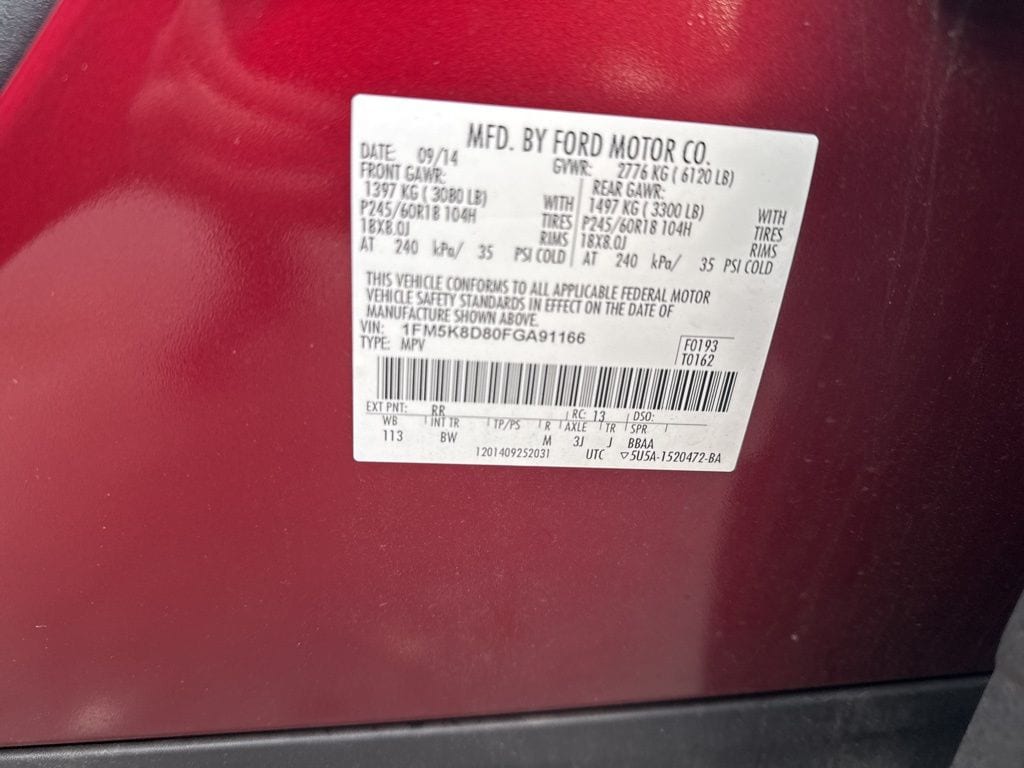 MFD. BY FORD MOTOR CO.
DATE: 09/14 GVWR: 2776 KG ( 6120 LB)
FRONT GAWR: REAR GAWR:
1397 KG ( 3080 LB) WITH 1497 KG ( 3300 LB) WITH
P245/60R18 104H TIRES P245/60R18 104H TIRES
18X8.0J RIMS 18X8.0J RIMS
AT 240 kPa/ 35 PSI COLD AT 240 kPa/ 35 PSI COLD
THIS VEHICLE CONFORMS TO ALL APPLICABLE FEDERAL MOTOR
VEHICLE SAFETY STANDARDS IN EFFECT ON THE DATE OF
MANUFACTURE SHOWN ABOVE.
VIN: 1FM5K8D80FGA91166 F0193
TYPE: MPV T0162
EXT PNT: RR RC: 13 DSO:
WB INT TR TP/PS R AXLE TR SPR
113 BW M 3J J BBAA
1201409252031 UTC ▽5U5A-1520472-BA